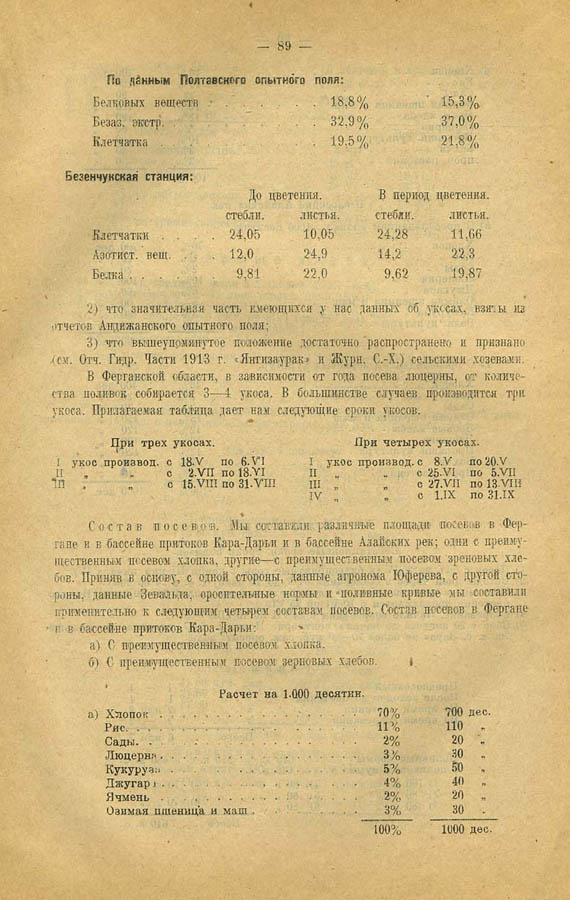 — 89 —
По данным Полтавского опытного поля:
Белковых веществ . . . . . . 18,8% 15,3%
Безаз. экстр. . . . . . . 32,9% 37,0%
Клетчатка . . . . . . . 19,5% 21,8%
Безенчукская станция:
До цветения. В период цветения.
стебли. листья. стебли. листья.
Клетчатки . . . . 24,05 10,05 24,28 11,66
Азотист. вещ. . . . 12,0 24,9 14,2 22,3
Белка . . . . . 9,81 22,0 9,62 19,87
2) что значительная часть имеющихся у нас данных об укосах, взяты из
отчетов Андижанского опытного поля;
3) что вышеупомянутое положение достаточно распространено и признано
(см. Отч. Гидр. Части 1913 г. «Янгизаурак» и Журн. С.-Х.) сельскими хозевами.
В Ферганской области, в зависимости от года посева люцерны, от количе-
ства поливок собирается 3—4 укоса. В большинстве случаев производится три
укоса. Прилагаемая таблица дает нам следующие сроки укосов.
При трех укосах. При четырех укосах.
I укос производ. с 18.V по 6.VI I укос производ. с 8.V по 20.V
II „ „ с 2.VII по 18.VI II „ „ с 25.VI по 5.VII
III „ „ с 15.VIII по 31.VIII III „ „ с 27.VII по 13.VIII
IV „ „ с 1.IX по 31.IX
Состав посевов. Мы составили различные площади посевов в Фер-
гане и в бассейне притоков Кара-Дарьи и в бассейне Алайских рек; одни с преиму-
щественным посевом хлопка, другие—с преимущественным посевом зреновых хле-
бов. Приняв в основу, с одной стороны, данные агронома Юферева, с другой сто-
роны, данные Зевальда, оросительные нормы и поливные кривые мы составили
применительно к следующим четырем составам посевов. Состав посевов в Фергане
и в бассейне притоков Кара-Дарьи:
а) С преимущественным посевом хлопка.
б) С преимущественным посевом зерновых хлебов.
Расчет на 1.000 десятин.
а) Хлопок . . . . . . . . . . 70% 700 дес.
Рис. . . . . . . . . . . 11% 110 „
Сады. . . . . . . . . . . 2% 20 „
Люцерна . . . . . . . . . . 3% 30 „
Кукуруза . . . . . . . . . . 5% 50 „
Джугара . . . . . . . . . . 4% 40 „
Ячмень . . . . . . . . . . 2% 20 „
Озимая пшеница и маш . . . . . . 3% 30 .
100% 1000 дес.